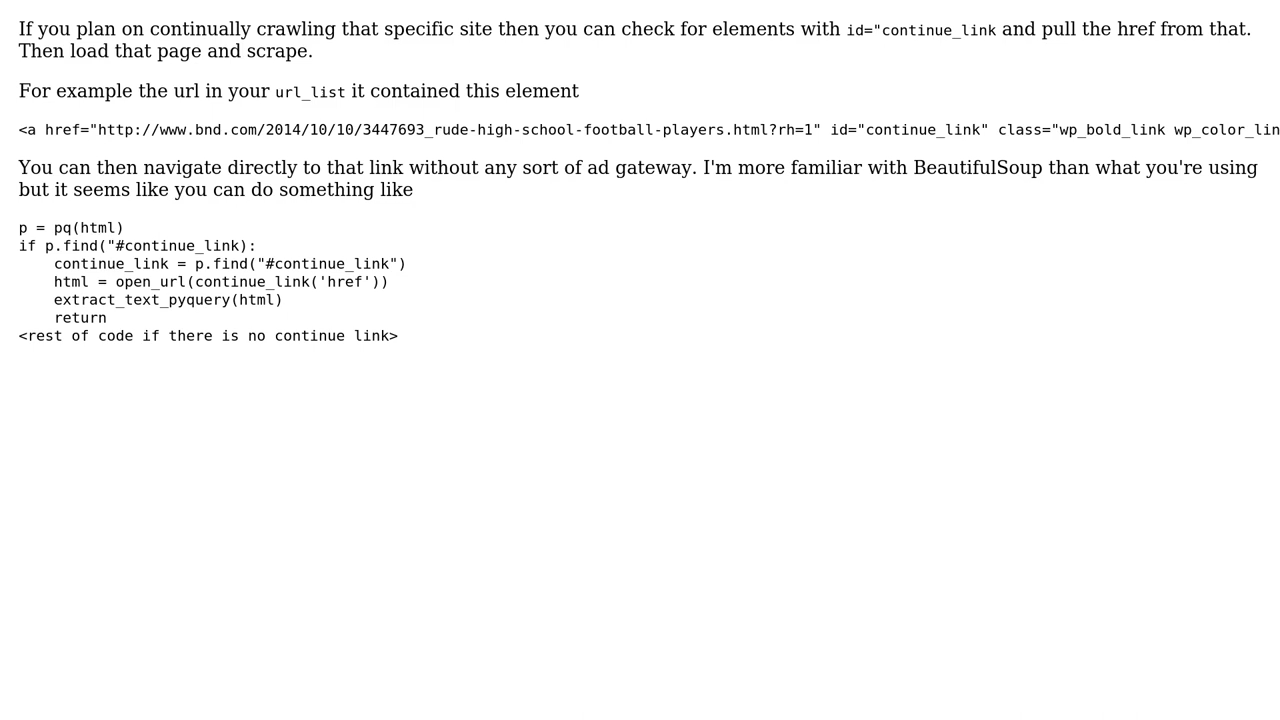 If you plan on continually crawling that specific site then you can check for elements with id="continue_link and pull the href from that.
Then load that page and scrape.
For example the url in your url_list it contained this element
<a href="http://www.bnd.com/2014/10/10/3447693_rude-high-school-football-players.html?rh=1" id="continue_link" class="wp_bold_link wp_color_lin
You can then navigate directly to that link without any sort of ad gateway. I'm more familiar with BeautifulSoup than what you're using
but it seems like you can do something like
p = pq(html)
if p.find("#continue_link):
    continue_link = p.find("#continue_link")
    html = open_url(continue_link('href'))
    extract_text_pyquery(html)
    return
<rest of code if there is no continue link>